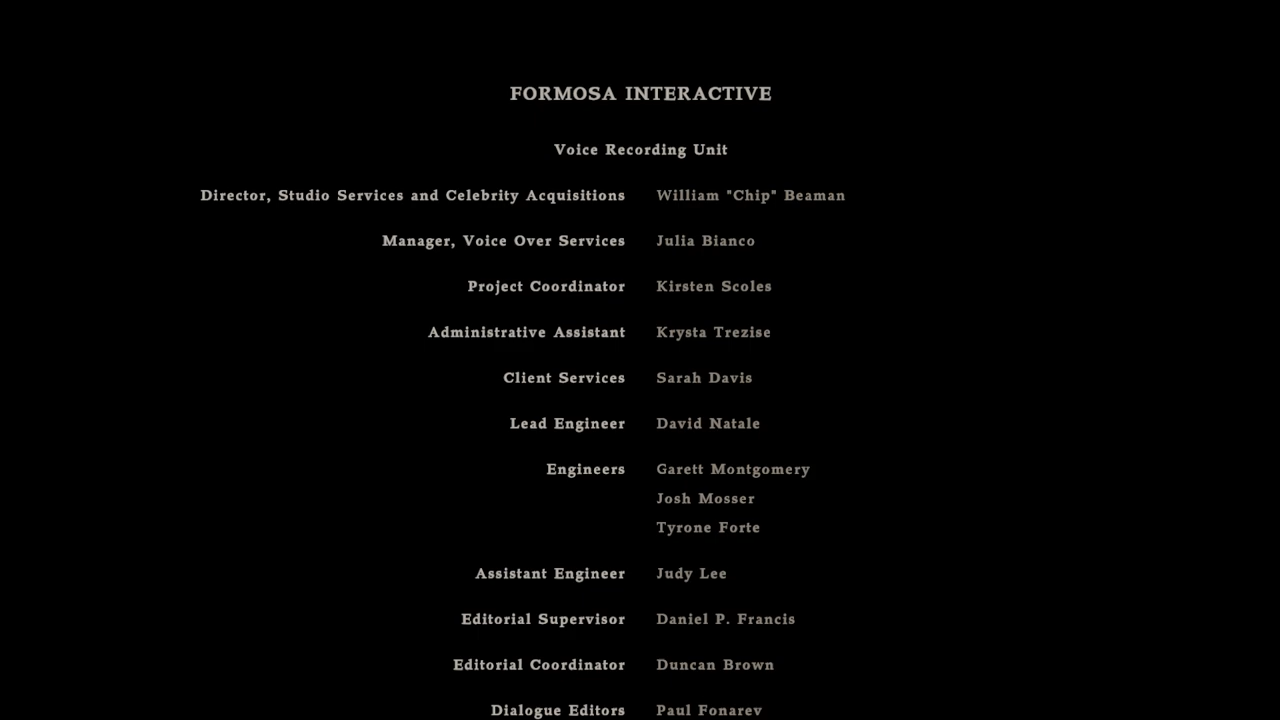 FORMOSA INTERACTIVE
Voice Recording Unit
Director, Studio Services and Celebrity Acquisitions William "Chip" Beaman
Manager, Voice Over Services Julia Bianco
Project Coordinator Kirsten Scoles
Administrative Assistant Krysta Trezise
Client Services Sarah Davis
Lead Engineer David Natale
Engineers Garett Montgomery
Josh Mosser
Tyrone Forte
Assistant Engineer Judy Lee
Editorial Supervisor Daniel P. Francis
Editorial Coordinator Duncan Brown
Dialogue Editors Paul Fonarev